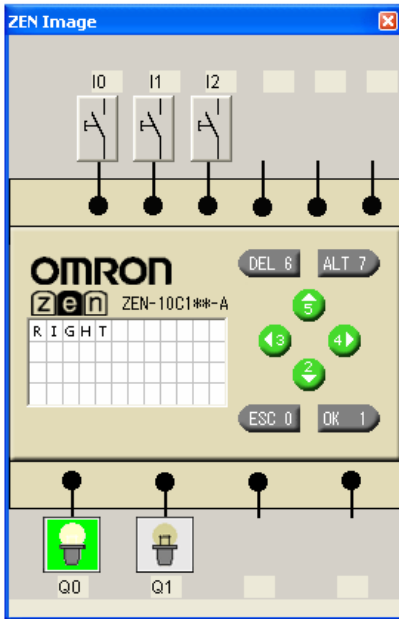 ZEN Image
I0 I1 I2
OMRON
DEL 6 ALT 7
zen ZEN-10C1**-A
5
RIGHT
3 4
2
ESC 0 OK 1
Q0 Q1